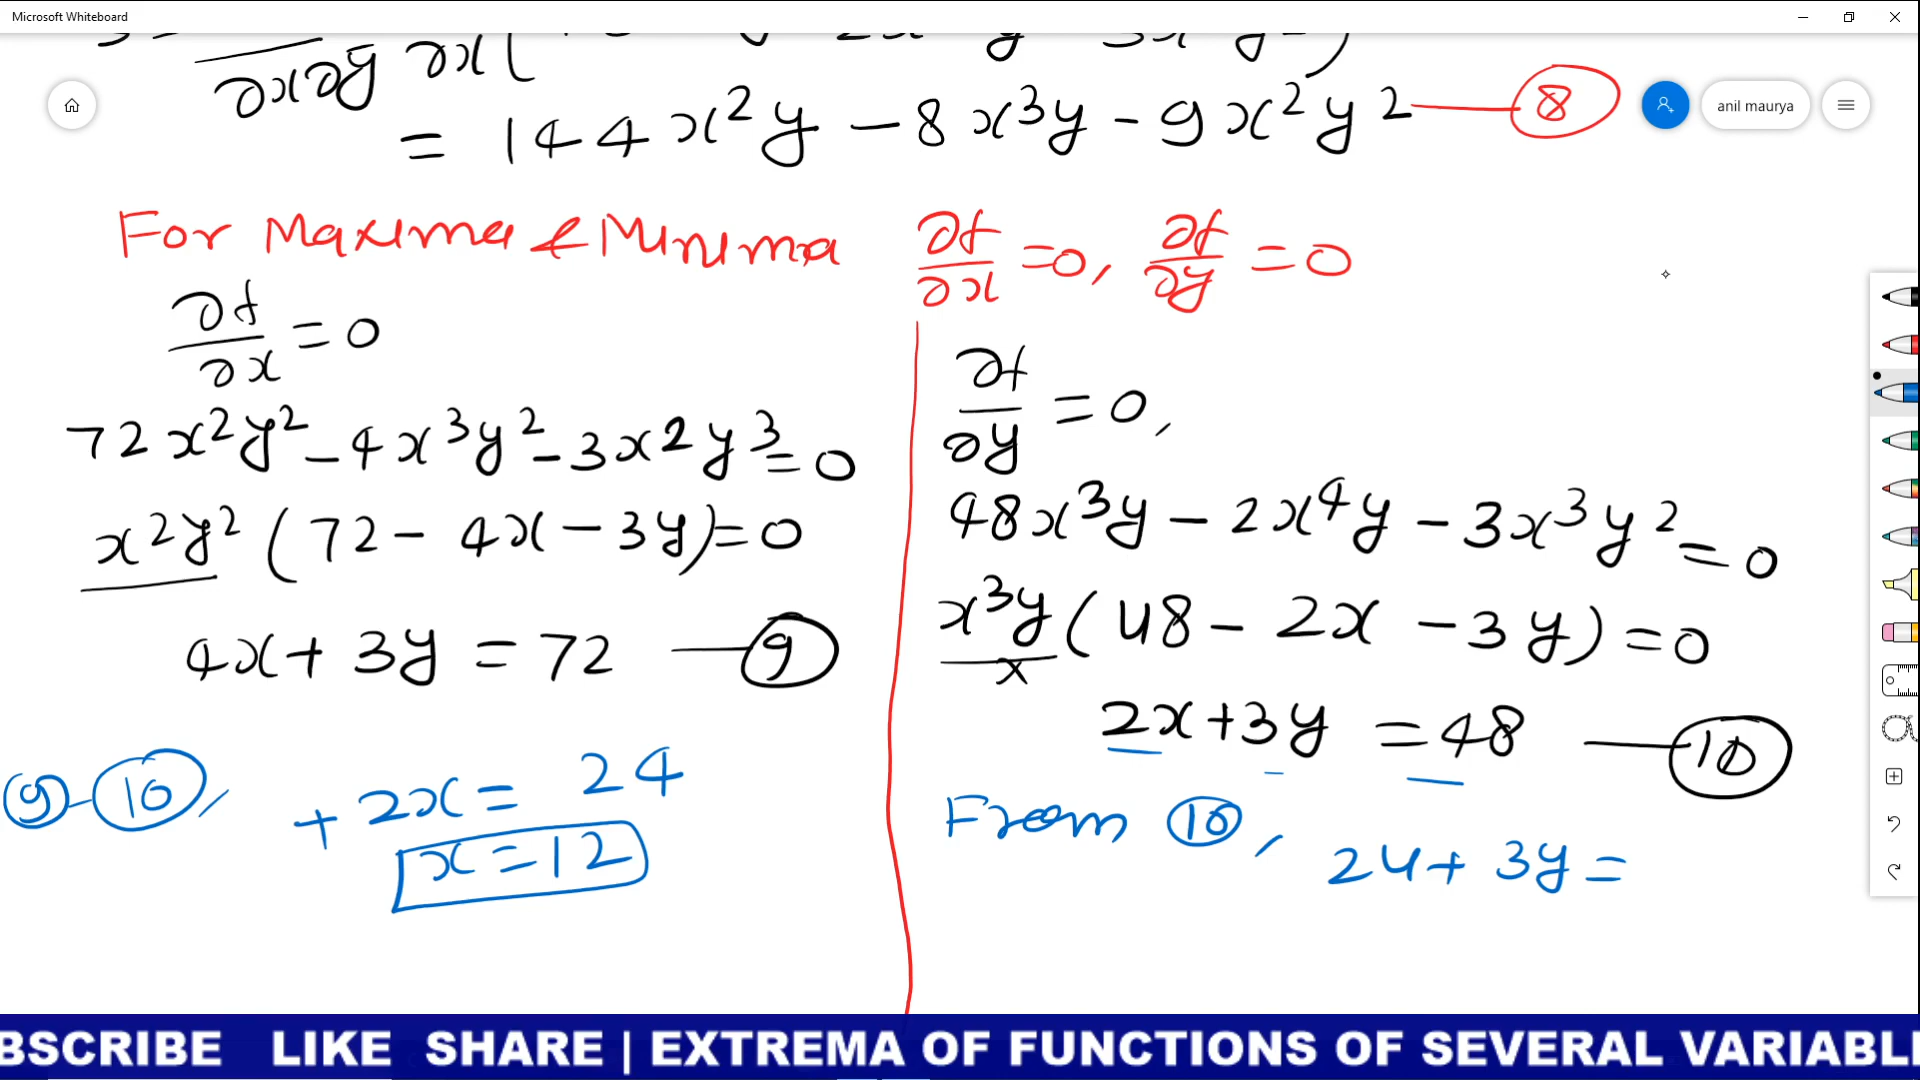 Microsoft Whiteboard
∂x∂y ∂x(
= 144x²y – 8x³y – 9x²y² — 8
anil maurya
For Maxima & Minima ∂f/∂x = 0, ∂f/∂y = 0
∂f/∂x = 0
72x²y² – 4x³y² – 3x²y³ = 0
x²y² (72 – 4x – 3y) = 0
4x + 3y = 72 — 9
9 - 10, + 2x = 24
x = 12
∂f/∂y = 0,
48x³y – 2x⁴y – 3x³y² = 0
x³y (48 – 2x – 3y) = 0
x
2x + 3y = 48 — 10
From 10, 24 + 3y =
BSCRIBE LIKE SHARE | EXTREMA OF FUNCTIONS OF SEVERAL VARIABL